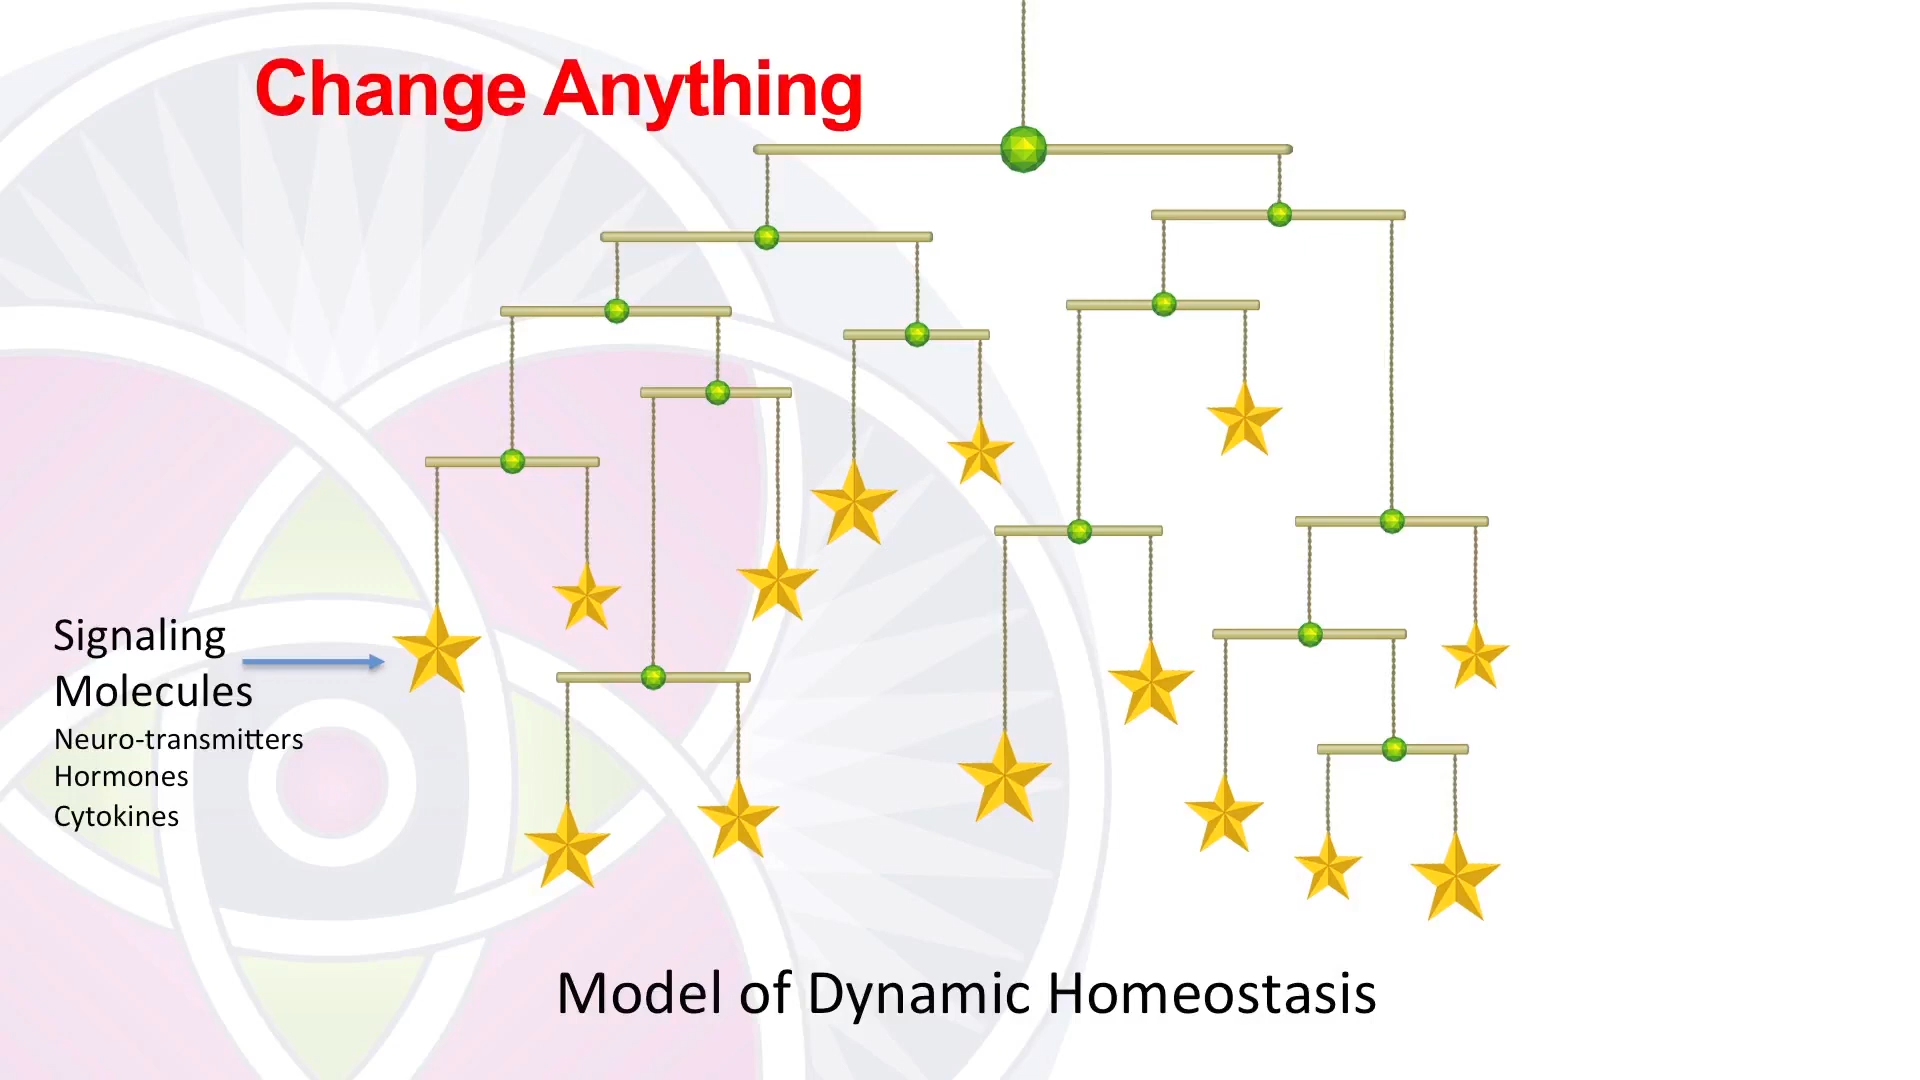 Change Anything
Signaling
Molecules
Neuro-transmitters
Hormones
Cytokines
Model of Dynamic Homeostasis